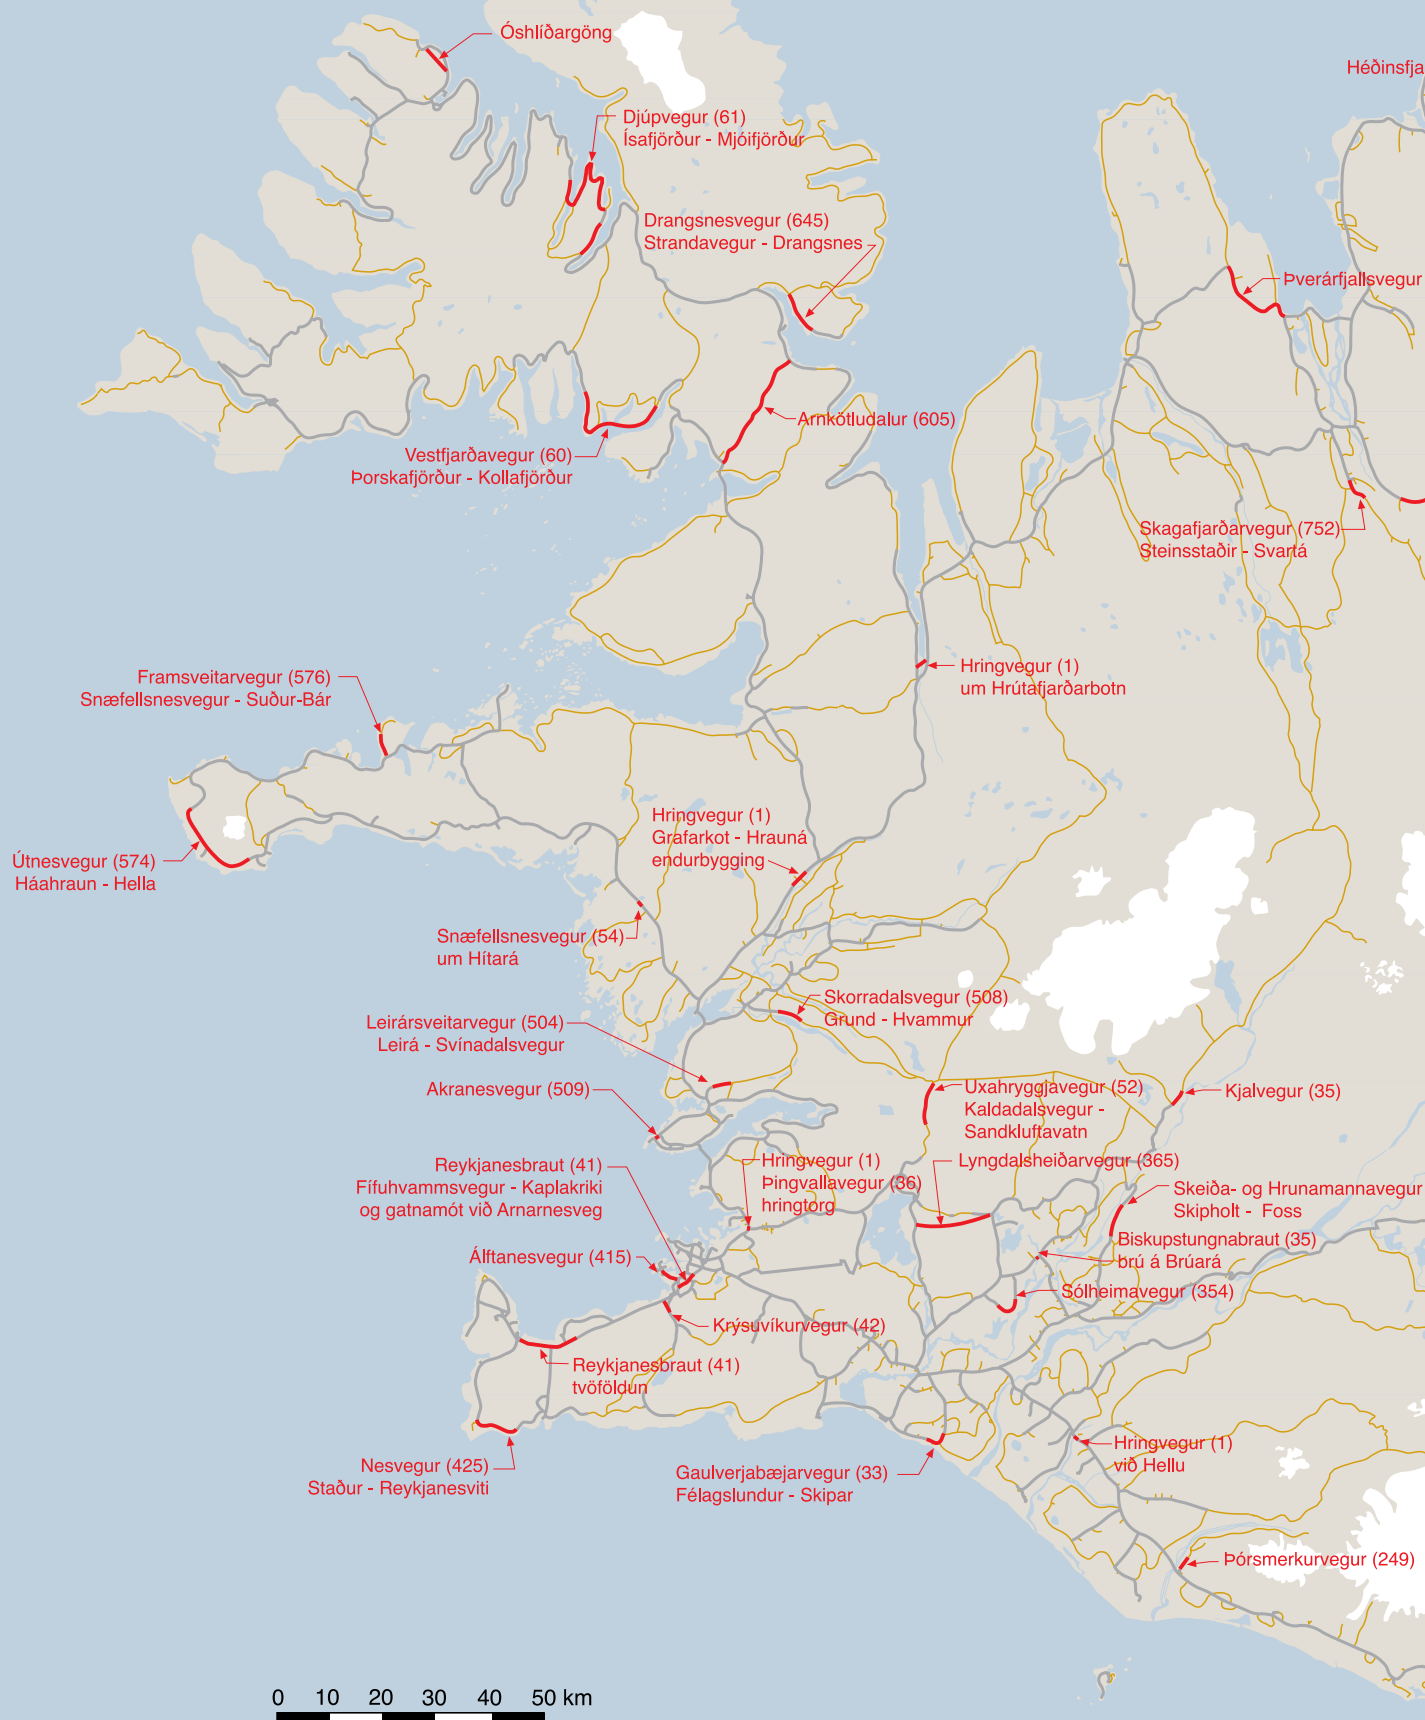 Óshlíðargöng
Héðinsfja
Djúpvegur (61)
Ísafjörður - Mjóifjörður
Drangsnesvegur (645)
Strandavegur - Drangsnes
Þverárfjallsvegur
Arnkötludalur (605)
Vestfjarðavegur (60)
Þorskafjörður - Kollafjörður
Skagafjarðarvegur (752)
Steinsstaðir - Svartá
Hringvegur (1)
um Hrútafjarðarbotn
Framsveitarvegur (576)
Snæfellsnesvegur - Suður-Bár
Hringvegur (1)
Grafarkot - Hrauná
endurbygging
Útnesvegur (574)
Háahraun - Hella
Snæfellsnesvegur (54)
um Hítará
Skorradalsvegur (508)
Grund - Hvammur
Leirársveitarvegur (504)
Leirá - Svínadalsvegur
Akranesvegur (509)
Uxahryggjavegur (52)
Kaldadalsvegur -
Sandkluftavatn
Kjalvegur (35)
Reykjanesbraut (41)
Fífuhvammsvegur - Kaplakriki
og gatnamót við Arnarnesveg
Hringvegur (1)
Þingvallavegur (36)
hringtorg
Lyngdalsheiðarvegur (365)
Skeiða- og Hrunamannavegur
Skipholt - Foss
Biskupstungnabraut (35)
brú á Brúará
Álftanesvegur (415)
Sólheimavegur (354)
Krýsuvíkurvegur (42)
Reykjanesbraut (41)
tvöföldun
Nesvegur (425)
Staður - Reykjanesviti
Gaulverjabæjarvegur (33)
Félagslundur - Skipar
Hringvegur (1)
við Hellu
Þórsmerkurvegur (249)
0 10 20 30 40 50 km